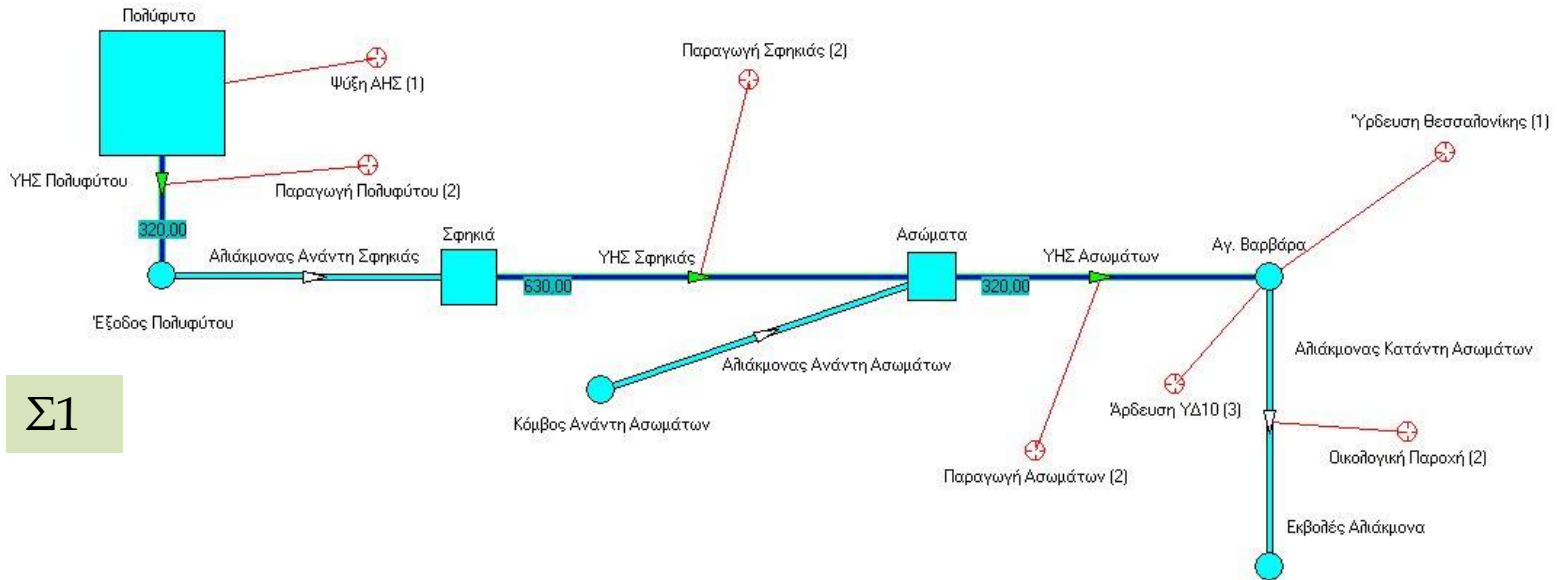 Πολύφυτο
Ψύξη ΑΗΣ (1)
Παραγωγή Σφηκιάς (2)
Ύρδευση Θεσσαλονίκης (1)
ΥΗΣ Πολυφύτου
Παραγωγή Πολυφύτου (2)
320,00
Αλιάκμονας Ανάντη Σφηκιάς
Σφηκιά
ΥΗΣ Σφηκιάς
630,00
Ασώματα
ΥΗΣ Ασωμάτων
320,00
Αγ. Βαρβάρα
Έξοδος Πολυφύτου
Αλιάκμονας Ανάντη Ασωμάτων
Αλιάκμονας Κατάντη Ασωμάτων
Σ1
Κόμβος Ανάντη Ασωμάτων
Άρδευση ΥΔ10 (3)
Παραγωγή Ασωμάτων (2)
Οικολογική Παροχή (2)
Εκβολές Αλιάκμονα